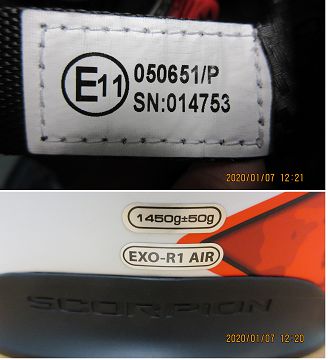 E11
050651/P
SN:014753
2020/01/07 12:21
1450g±50g
EXO-R1 AIR
SCORPION
2020/01/07 12:20